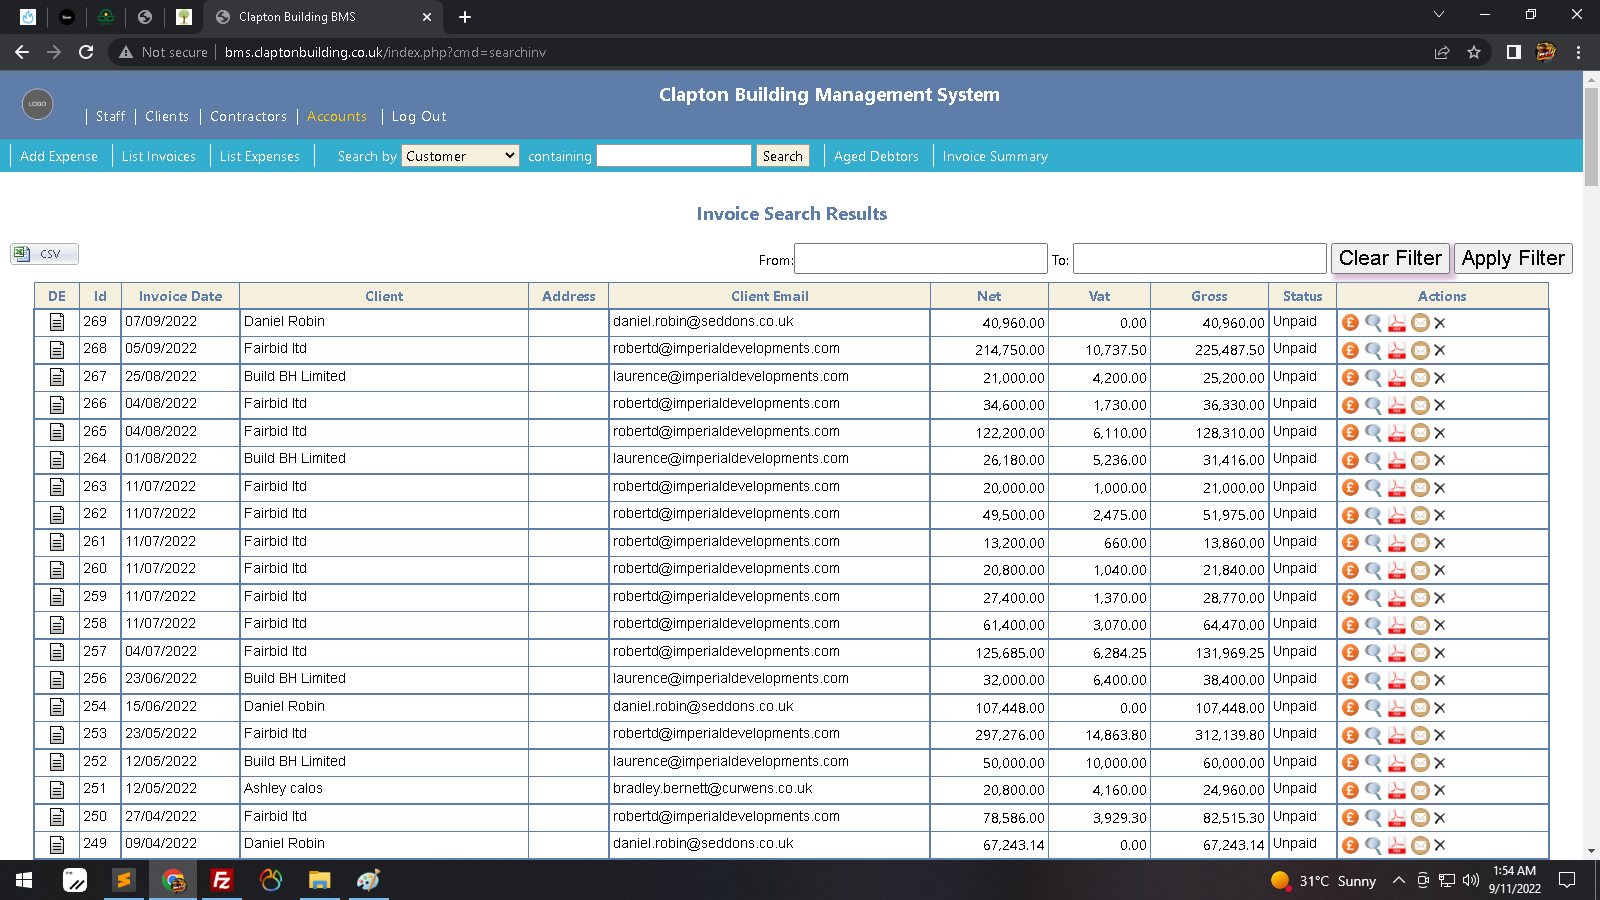 Clapton Building BMS
Not secure | bms.claptonbuilding.co.uk/index.php?cmd=searchinv
Clapton Building Management System
LOGO
Staff Clients Contractors Accounts Log Out
Add Expense List Invoices List Expenses Search by Customer containing Search Aged Debtors Invoice Summary
Invoice Search Results
CSV From: To: Clear Filter Apply Filter
DE Id Invoice Date Client Address Client Email Net Vat Gross Status Actions
269 07/09/2022 Daniel Robin daniel.robin@seddons.co.uk 40,960.00 0.00 40,960.00 Unpaid
268 05/09/2022 Fairbid ltd robertd@imperialdevelopments.com 214,750.00 10,737.50 225,487.50 Unpaid
267 25/08/2022 Build BH Limited laurence@imperialdevelopments.com 21,000.00 4,200.00 25,200.00 Unpaid
266 04/08/2022 Fairbid ltd robertd@imperialdevelopments.com 34,600.00 1,730.00 36,330.00 Unpaid
265 04/08/2022 Fairbid ltd robertd@imperialdevelopments.com 122,200.00 6,110.00 128,310.00 Unpaid
264 01/08/2022 Build BH Limited laurence@imperialdevelopments.com 26,180.00 5,236.00 31,416.00 Unpaid
263 11/07/2022 Fairbid ltd robertd@imperialdevelopments.com 20,000.00 1,000.00 21,000.00 Unpaid
262 11/07/2022 Fairbid ltd robertd@imperialdevelopments.com 49,500.00 2,475.00 51,975.00 Unpaid
261 11/07/2022 Fairbid ltd robertd@imperialdevelopments.com 13,200.00 660.00 13,860.00 Unpaid
260 11/07/2022 Fairbid ltd robertd@imperialdevelopments.com 20,800.00 1,040.00 21,840.00 Unpaid
259 11/07/2022 Fairbid ltd robertd@imperialdevelopments.com 27,400.00 1,370.00 28,770.00 Unpaid
258 11/07/2022 Fairbid ltd robertd@imperialdevelopments.com 61,400.00 3,070.00 64,470.00 Unpaid
257 04/07/2022 Fairbid ltd robertd@imperialdevelopments.com 125,685.00 6,284.25 131,969.25 Unpaid
256 23/06/2022 Build BH Limited laurence@imperialdevelopments.com 32,000.00 6,400.00 38,400.00 Unpaid
254 15/06/2022 Daniel Robin daniel.robin@seddons.co.uk 107,448.00 0.00 107,448.00 Unpaid
253 23/05/2022 Fairbid ltd robertd@imperialdevelopments.com 297,276.00 14,863.80 312,139.80 Unpaid
252 12/05/2022 Build BH Limited laurence@imperialdevelopments.com 50,000.00 10,000.00 60,000.00 Unpaid
251 12/05/2022 Ashley calos bradley.bernett@curwens.co.uk 20,800.00 4,160.00 24,960.00 Unpaid
250 27/04/2022 Fairbid ltd robertd@imperialdevelopments.com 78,586.00 3,929.30 82,515.30 Unpaid
249 09/04/2022 Daniel Robin daniel.robin@seddons.co.uk 67,243.14 0.00 67,243.14 Unpaid
31°C Sunny
1:54 AM
9/11/2022